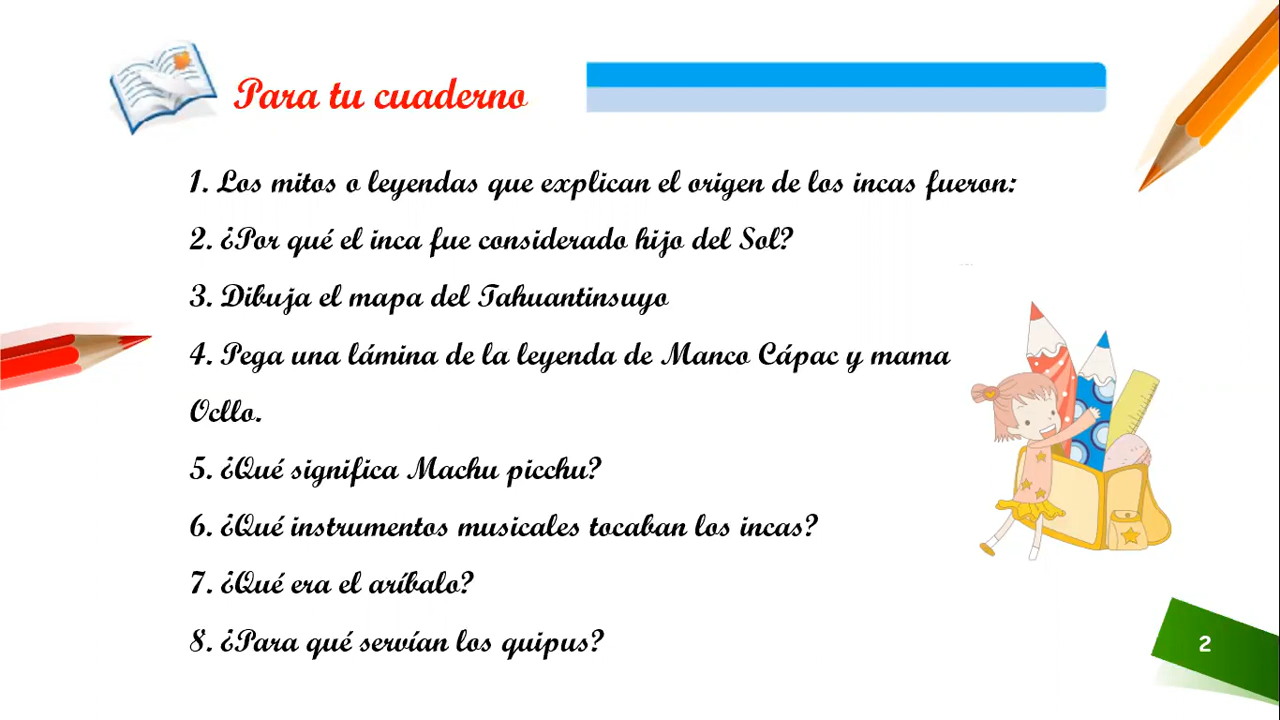 Para tu cuaderno
1. Los mitos o leyendas que explican el origen de los incas fueron:
2. ¿Por qué el inca fue considerado hijo del Sol?
3. Dibuja el mapa del Tahuantinsuyo
4. Pega una lámina de la leyenda de Manco Cápac y mama
Ocllo.
5. ¿Qué significa Machu picchu?
6. ¿Qué instrumentos musicales tocaban los incas?
7. ¿Qué era el aríbalo?
8. ¿Para qué servían los quipus?
2